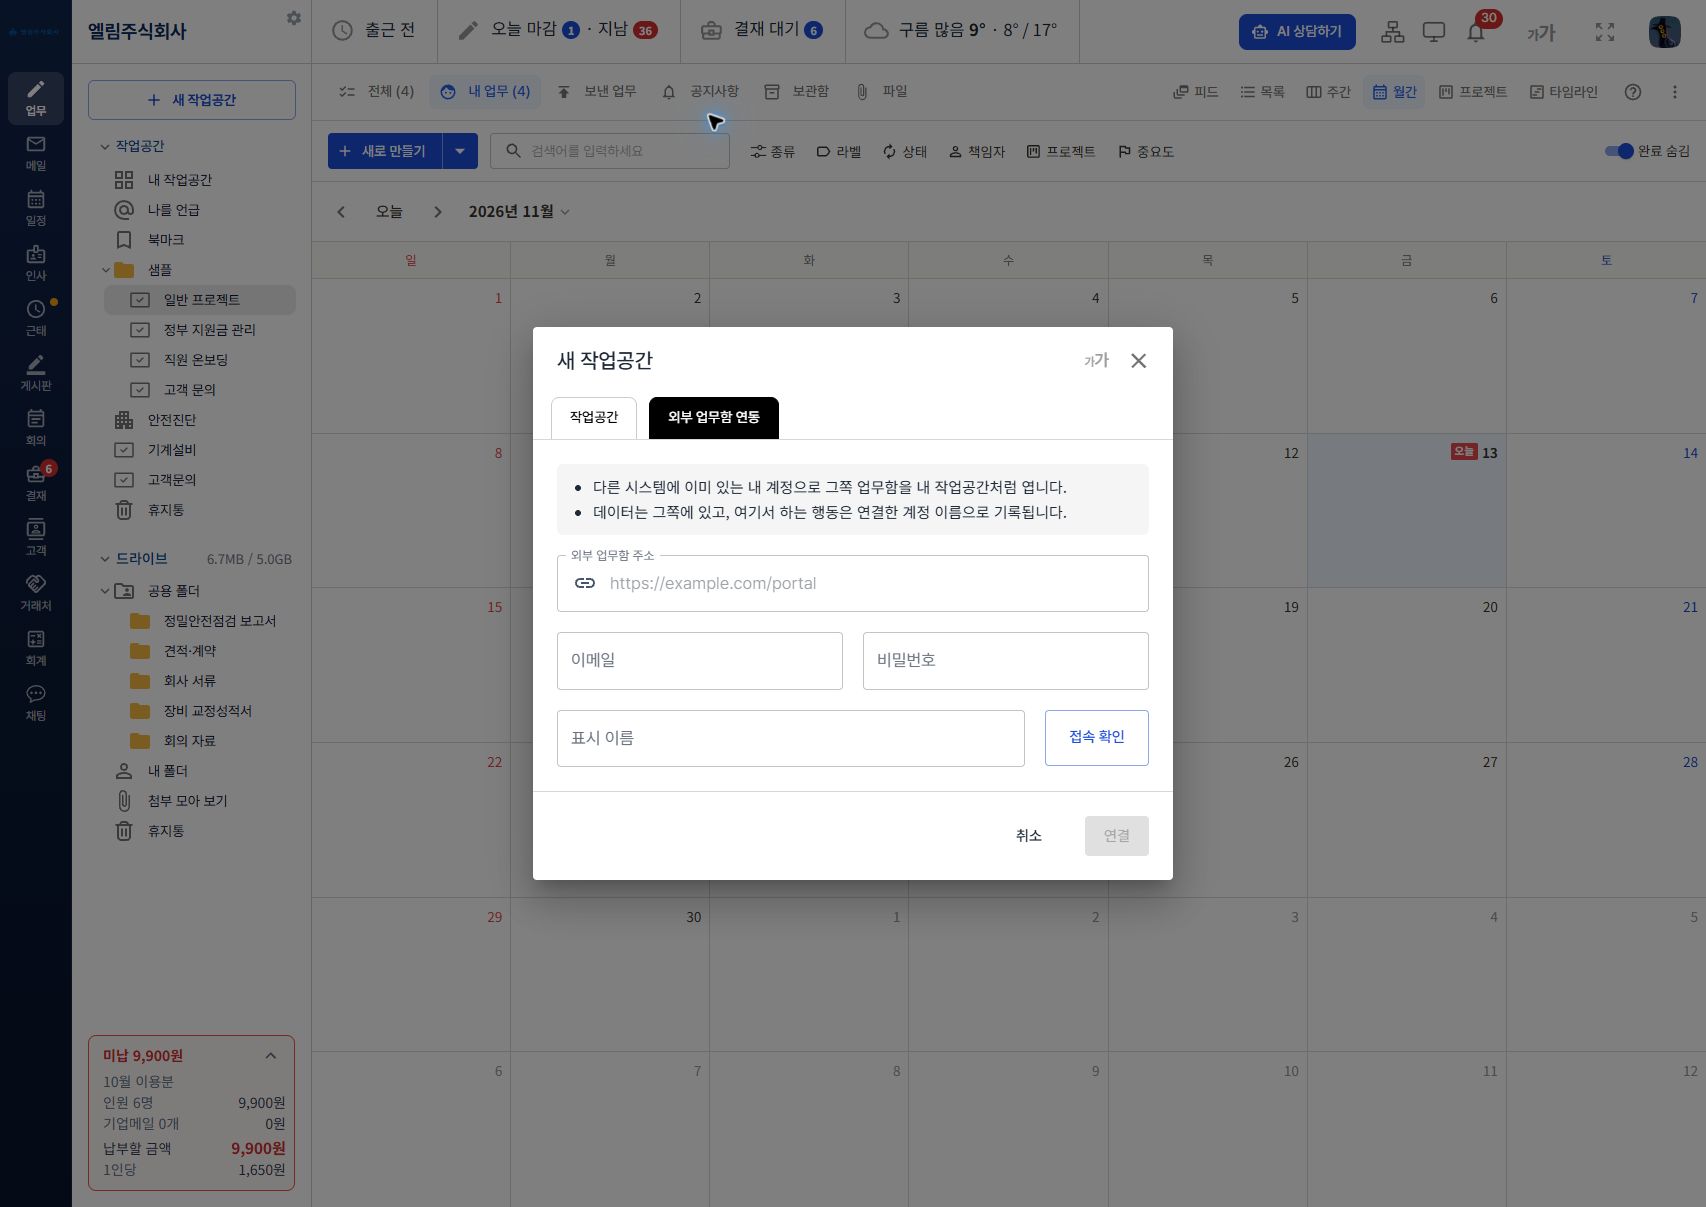 엘림주식회사
출근 전
오늘 마감 1 · 지남 36
결재 대기 6
구름 많음 9° · 8° / 17°
AI 상담하기
30
가가
업무
메일
일정
인사
근태
게시판
회의
6
결재
고객
거래처
회계
채팅
+ 새 작업공간
작업공간
내 작업공간
나를 언급
북마크
샘플
일반 프로젝트
정부 지원금 관리
직원 온보딩
고객 문의
안전진단
기계설비
고객문의
휴지통
드라이브 6.7MB / 5.0GB
공용 폴더
정밀안전점검 보고서
견적·계약
회사 서류
장비 교정성적서
회의 자료
내 폴더
첨부 모아 보기
휴지통
미납 9,900원
10월 이용분
인원 6명 9,900원
기업메일 0개 0원
납부할 금액 9,900원
1인당 1,650원
전체 (4) 내 업무 (4) 보낸 업무 공지사항 보관함 파일
피드 목록 주간 월간 프로젝트 타임라인
+ 새로 만들기 검색어를 입력하세요 종류 라벨 상태 책임자 프로젝트 중요도 완료 숨김
오늘 2026년 11월
일 월 화 수 목 금 토
1 2 3 4 5 6 7
8 12 오늘 13 14
15 19 20 21
22 26 27 28
29 30 1 2 3 4 5
6 7 8 9 10 11 12
새 작업공간 가가
작업공간 외부 업무함 연동
• 다른 시스템에 이미 있는 내 계정으로 그쪽 업무함을 내 작업공간처럼 엽니다.
• 데이터는 그쪽에 있고, 여기서 하는 행동은 연결한 계정 이름으로 기록됩니다.
외부 업무함 주소
https://example.com/portal
이메일 비밀번호
표시 이름 접속 확인
취소 연결